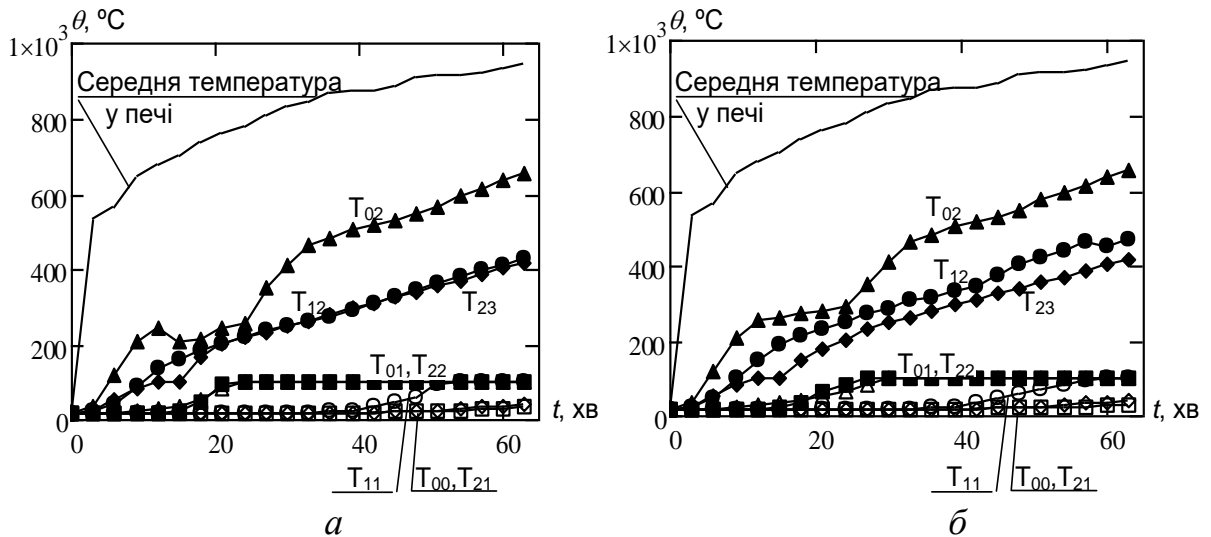 θ, ºC
1×10³
Середня температура
у печі
800
600
400
200
0
T₀₂
T₁₂
T₂₃
T₀₁,T₂₂
t, хв
0
20
40
60
T₁₁
T₀₀,T₂₁
а
θ, ºC
1×10³
Середня температура
у печі
800
600
400
200
0
T₀₂
T₁₂
T₂₃
T₀₁,T₂₂
t, хв
0
20
40
60
T₁₁
T₀₀,T₂₁
б